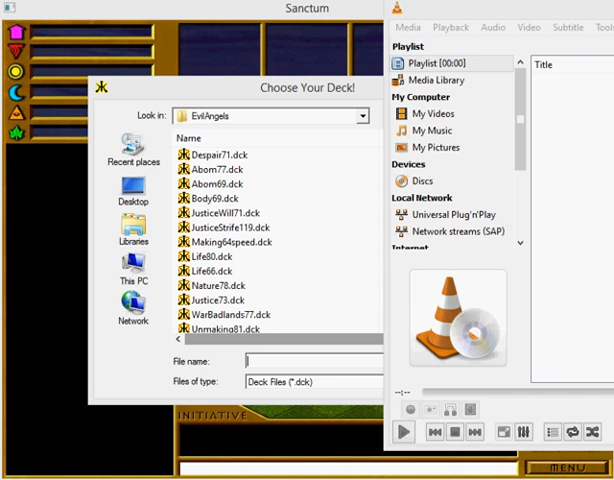 Sanctum
Choose Your Deck!
Look in:
EvilAngels
Name
Recent places
Desktop
Libraries
This PC
Network
Despair71.dck
Abom77.dck
Abom69.dck
Body69.dck
JusticeWill71.dck
JusticeStrife119.dck
Making64speed.dck
Life80.dck
Life66.dck
Nature78.dck
Justice73.dck
WarBadlands77.dck
Unmaking81.dck
File name:
Files of type:
Deck Files (*.dck)
INITIATIVE
MENU
Media Playback Audio Video Subtitle Tools
Playlist
Playlist [00:00]
Media Library
My Computer
My Videos
My Music
My Pictures
Devices
Discs
Local Network
Universal Plug'n'Play
Network streams (SAP)
Internet
Title
--:--